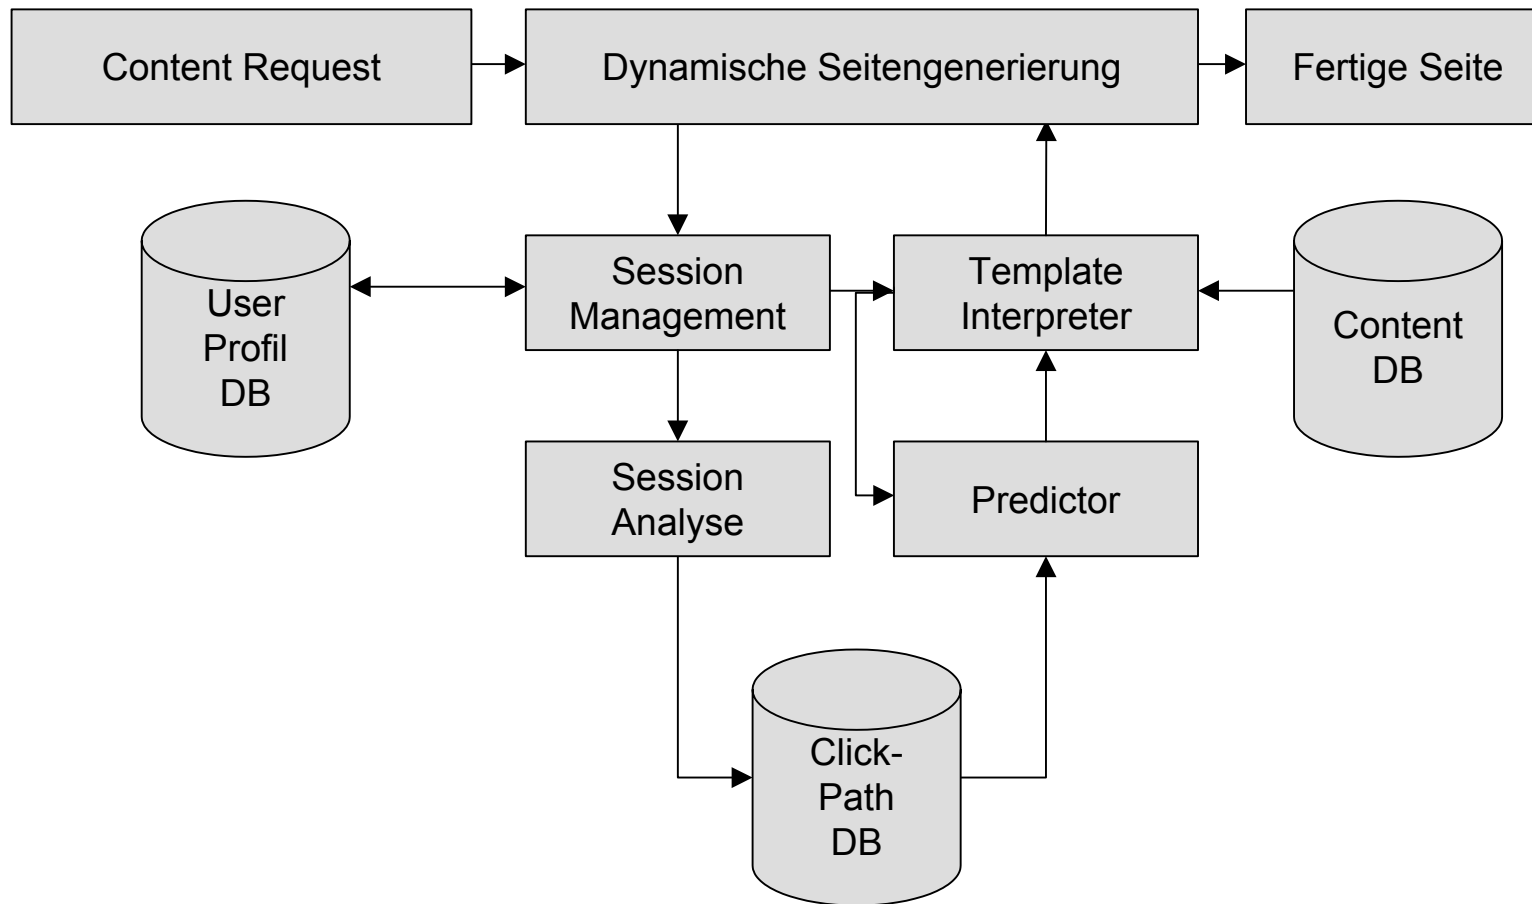 Content Request
Dynamische Seitengenerierung
Fertige Seite
User
Profil
DB
Session
Management
Template
Interpreter
Content
DB
Session
Analyse
Predictor
Click-
Path
DB